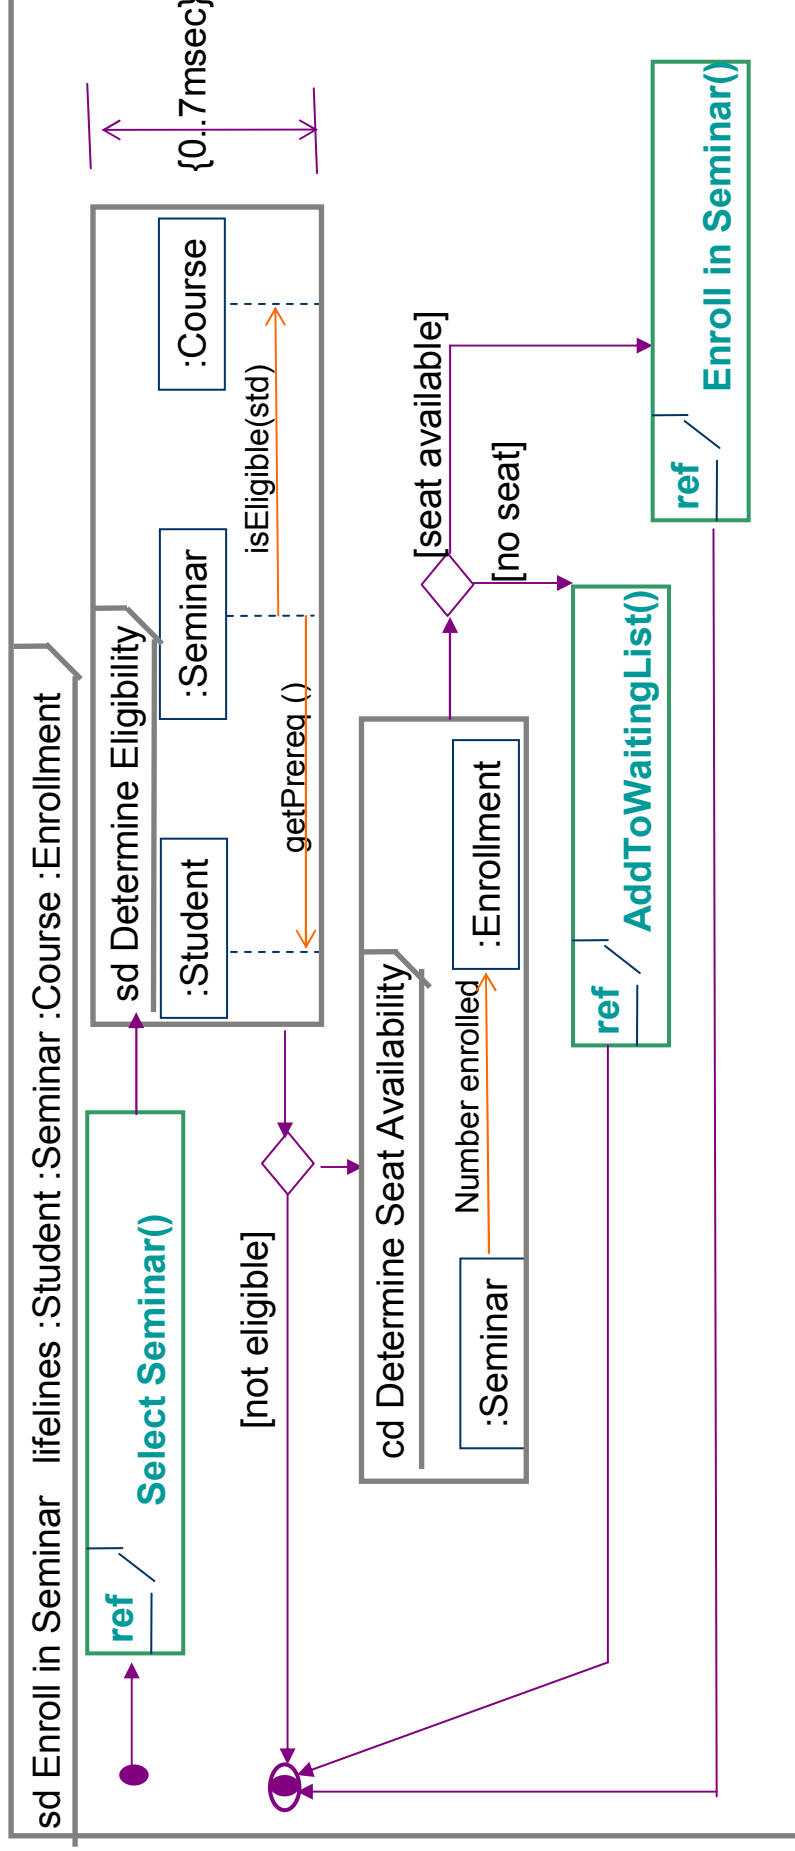 sd Enroll in Seminar lifelines :Student :Seminar :Course :Enrollment
ref
Select Seminar()
sd Determine Eligibility
:Student
:Seminar
:Course
isEligible(std)
getPrereq ()
{0..7msec}
[not eligible]
cd Determine Seat Availability
:Seminar
Number enrolled
:Enrollment
[seat available]
[no seat]
ref
AddToWaitingList()
ref
Enroll in Seminar()